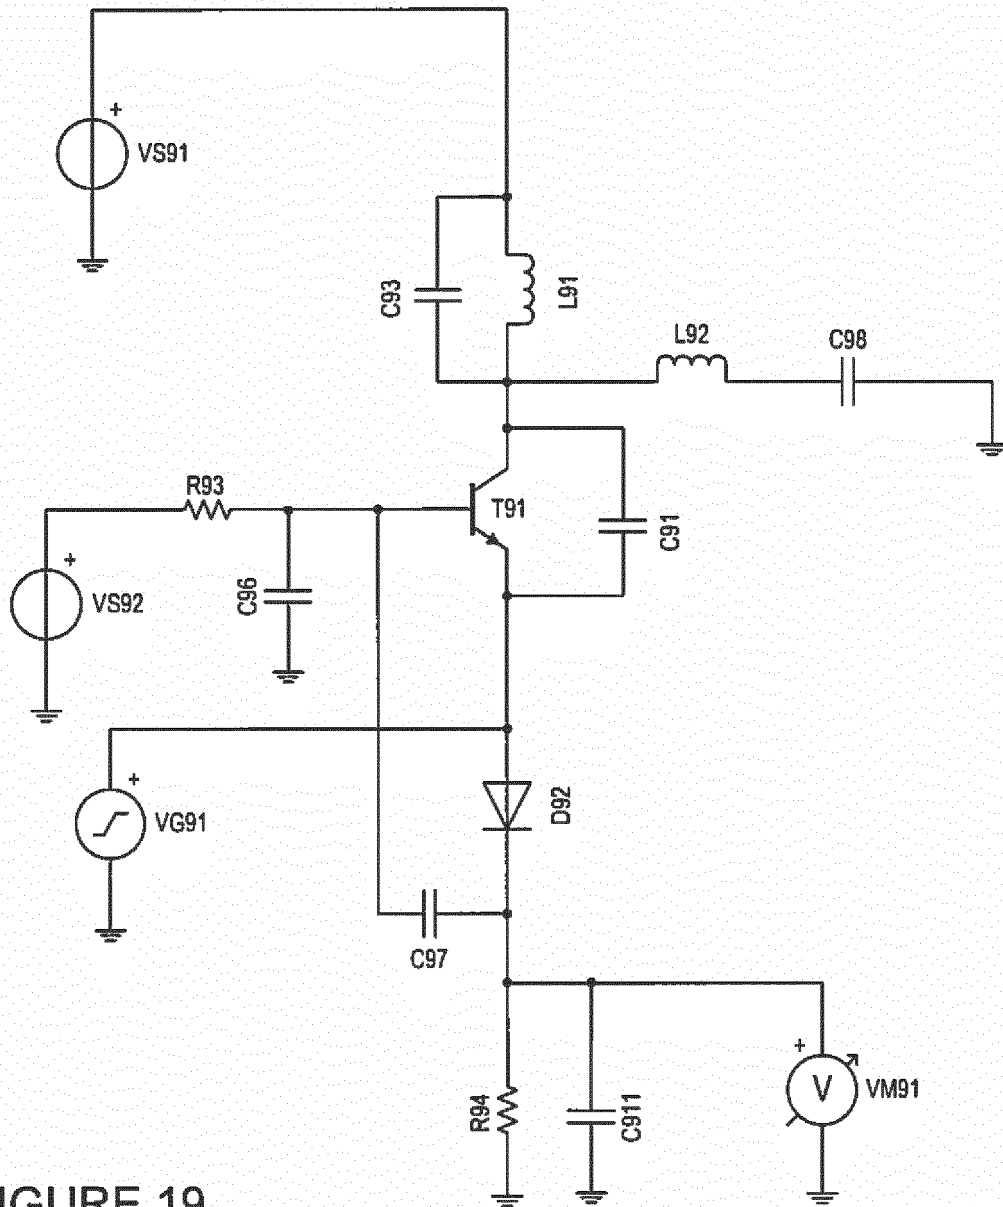 +
VS91
C93
L91
L92
C98
R93
T91
C91
+
VS92
C96
+
VG91
D92
C97
+
V
VM91
R94
C911
IGURE 19